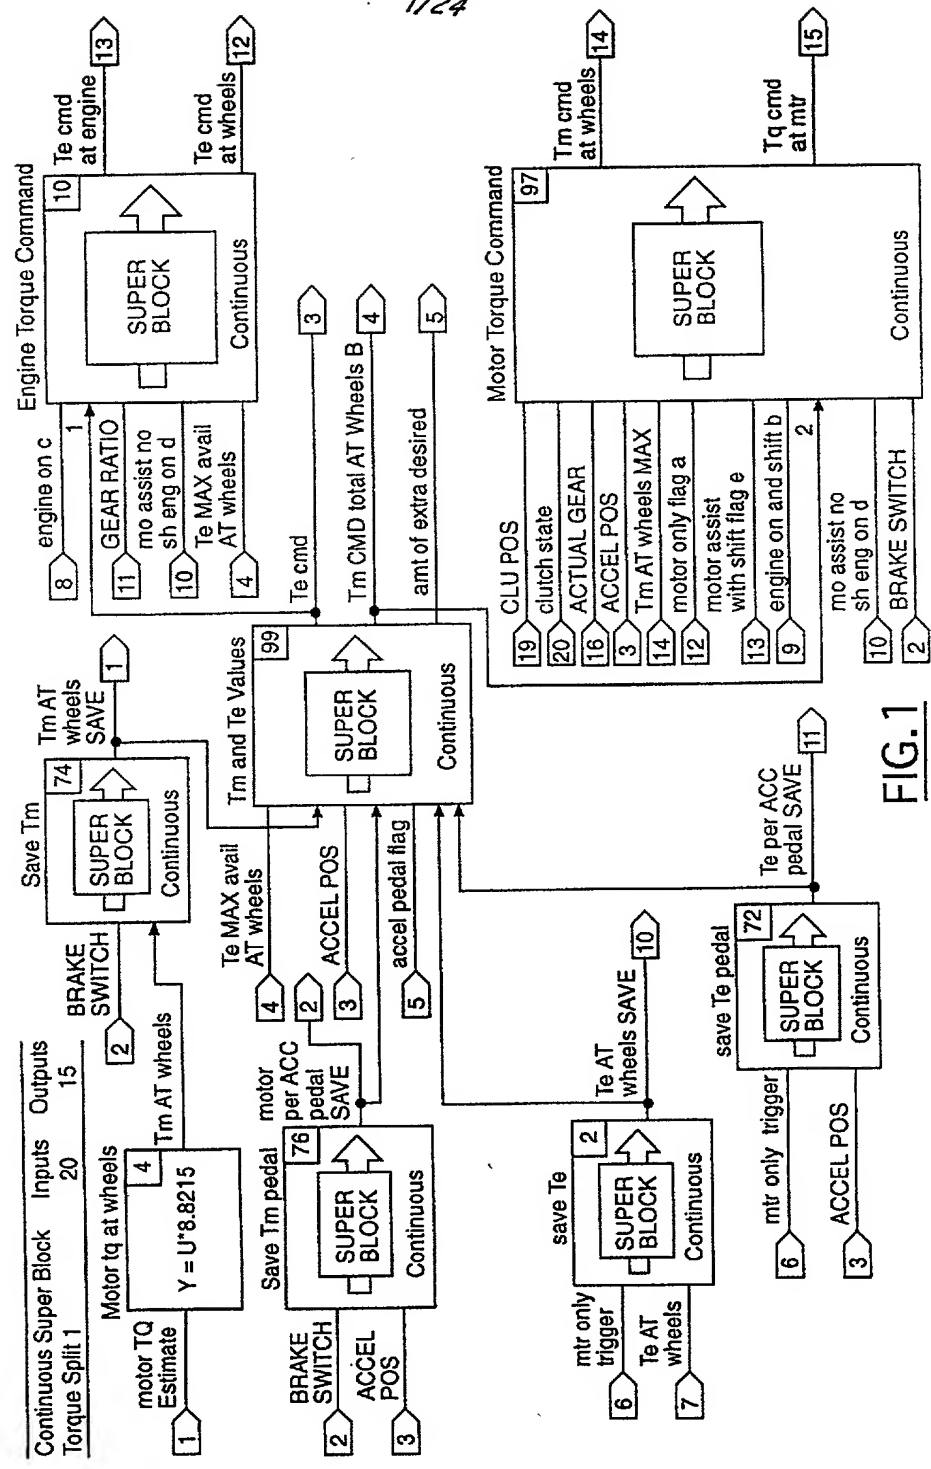 1/24
Continuous Super Block Inputs Outputs
Torque Split 1 20 15
motor TQ
Estimate
1
Motor tq at wheels
4
Y = U*8.8215
Tm AT wheels
BRAKE
SWITCH
2
Save Tm
74
SUPER
BLOCK
Continuous
Tm AT
wheels
SAVE
1
BRAKE
SWITCH
2
ACCEL
POS
3
Save Tm pedal
76
SUPER
BLOCK
Continuous
motor
per ACC
pedal
SAVE
2
Te MAX avail
AT wheels
4
ACCEL POS
3
accel pedal flag
5
Tm and Te Values
99
SUPER
BLOCK
Continuous
Te cmd
3
Tm CMD total AT Wheels B
4
amt of extra desired
5
engine on c
8
1
GEAR RATIO
11
mo assist no
sh eng on d
10
Te MAX avail
AT wheels
4
Engine Torque Command
10
SUPER
BLOCK
Continuous
Te cmd
at engine
13
Te cmd
at wheels
12
mtr only
trigger
6
Te AT
wheels
7
save Te
2
SUPER
BLOCK
Continuous
Te AT
wheels SAVE
10
mtr only trigger
6
ACCEL POS
3
save Te pedal
72
SUPER
BLOCK
Continuous
Te per ACC
pedal SAVE
11
CLU POS
19
clutch state
20
ACTUAL GEAR
16
ACCEL POS
3
Tm AT wheels MAX
14
motor only flag a
12
motor assist
with shift flag e
13
engine on and shift b
9
2
mo assist no
sh eng on d
10
BRAKE SWITCH
2
Motor Torque Command
97
SUPER
BLOCK
Continuous
Tm cmd
at wheels
14
Tq cmd
at mtr
15
FIG. 1